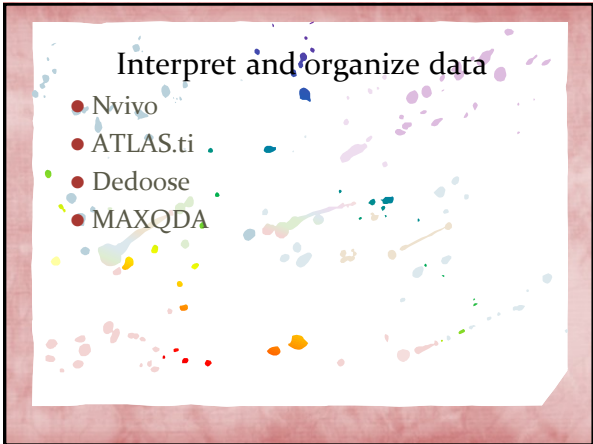 Interpret and organize data
• Nvivo
• ATLAS.ti
• Dedoose
• MAXQDA